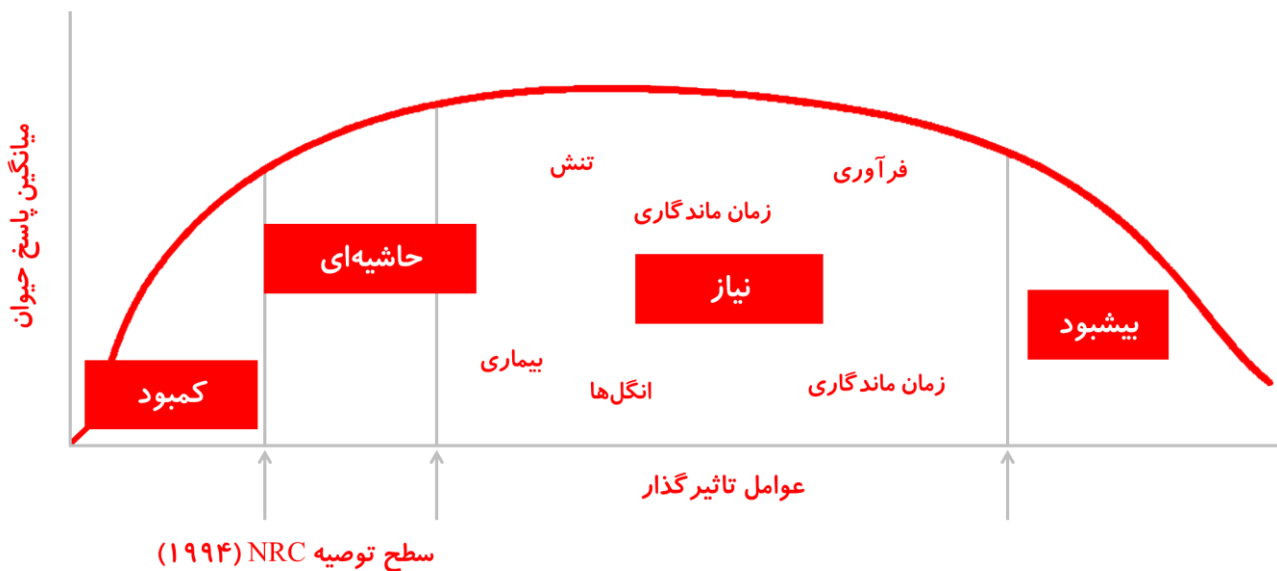 میانگین پاسخ حیوان
تنش
فرآوری
زمان ماندگاری
حاشیه‌ای
نیاز
بیشبود
بیماری
کمبود
انگل‌ها
زمان ماندگاری
عوامل تاثیرگذار
سطح توصیه NRC (۱۹۹۴)